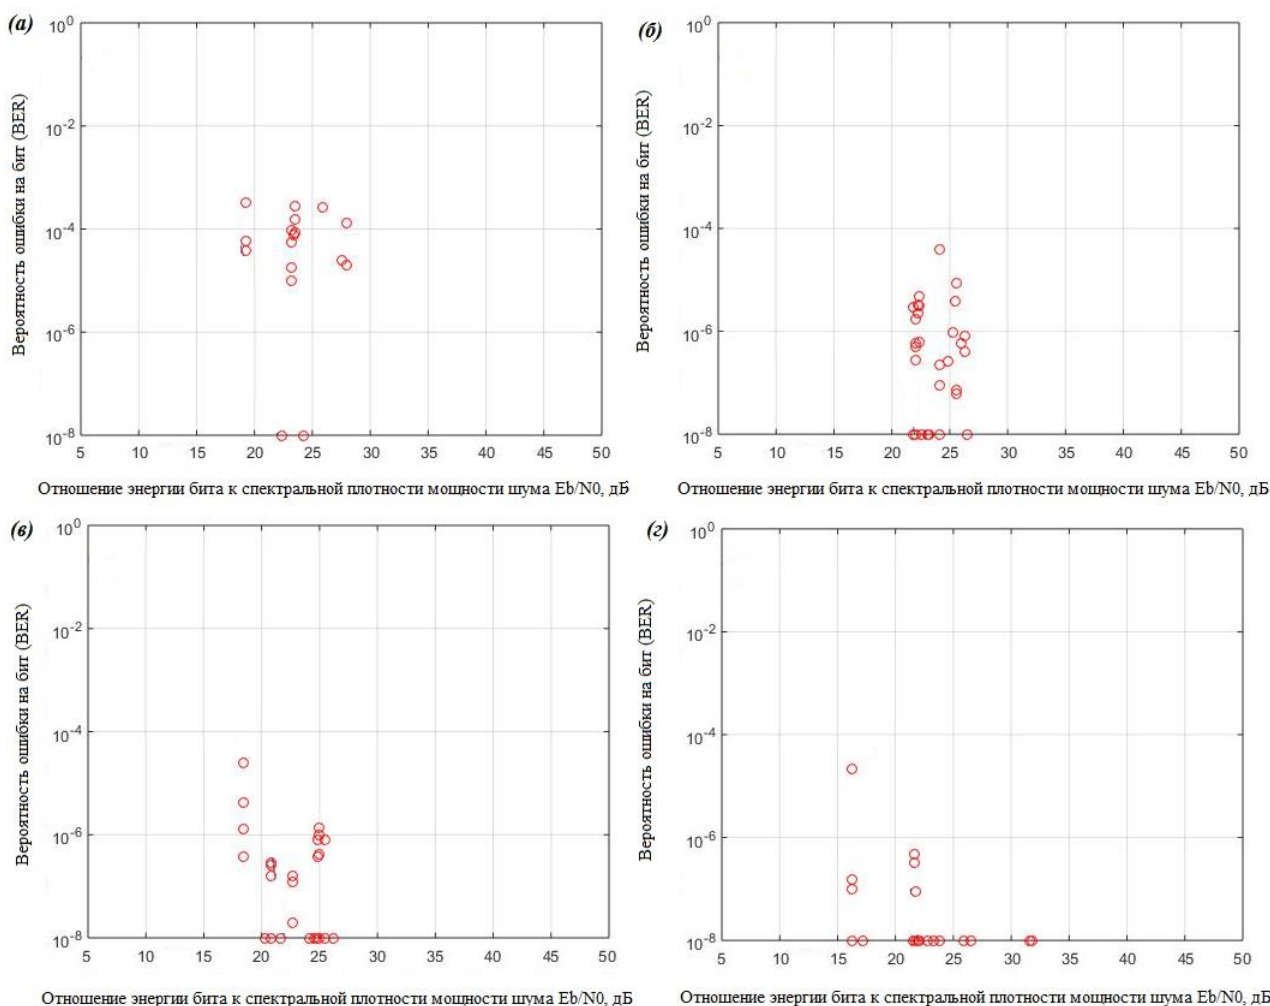 (а)
10^0
10^-2
10^-4
10^-6
10^-8
Вероятность ошибки на бит (BER)
5 10 15 20 25 30 35 40 45 50
Отношение энергии бита к спектральной плотности мощности шума Eb/N0, дБ
(б)
10^0
10^-2
10^-4
10^-6
10^-8
Вероятность ошибки на бит (BER)
5 10 15 20 25 30 35 40 45 50
Отношение энергии бита к спектральной плотности мощности шума Eb/N0, дБ
(в)
10^0
10^-2
10^-4
10^-6
10^-8
Вероятность ошибки на бит (BER)
5 10 15 20 25 30 35 40 45 50
Отношение энергии бита к спектральной плотности мощности шума Eb/N0, дБ
(г)
10^0
10^-2
10^-4
10^-6
10^-8
Вероятность ошибки на бит (BER)
5 10 15 20 25 30 35 40 45 50
Отношение энергии бита к спектральной плотности мощности шума Eb/N0, дБ